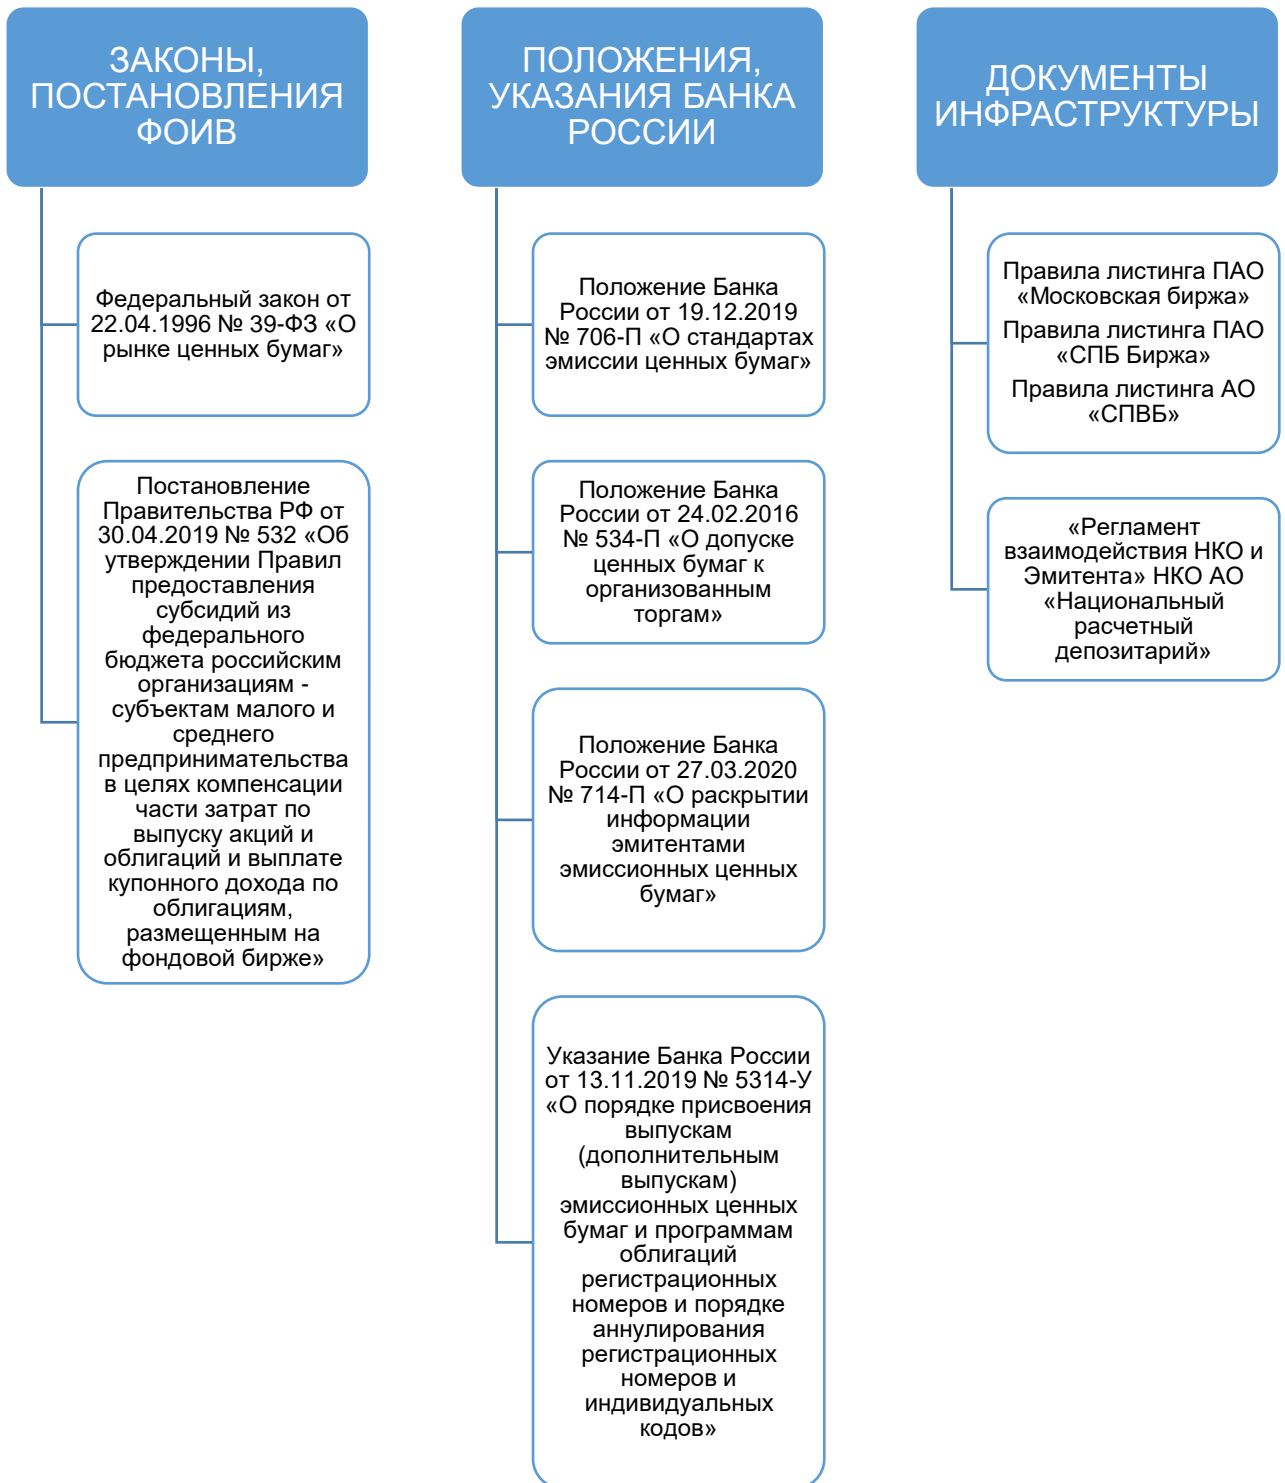 ЗАКОНЫ,
ПОСТАНОВЛЕНИЯ
ФОИВ
Федеральный закон от
22.04.1996 № 39-ФЗ «О
рынке ценных бумаг»
Постановление
Правительства РФ от
30.04.2019 № 532 «Об
утверждении Правил
предоставления
субсидий из
федерального
бюджета российским
организациям -
субъектам малого и
среднего
предпринимательства
в целях компенсации
части затрат по
выпуску акций и
облигаций и выплате
купонного дохода по
облигациям,
размещенным на
фондовой бирже»
ПОЛОЖЕНИЯ,
УКАЗАНИЯ БАНКА
РОССИИ
Положение Банка
России от 19.12.2019
№ 706-П «О стандартах
эмиссии ценных бумаг»
Положение Банка
России от 24.02.2016
№ 534-П «О допуске
ценных бумаг к
организованным
торгам»
Положение Банка
России от 27.03.2020
№ 714-П «О раскрытии
информации
эмитентами
эмиссионных ценных
бумаг»
Указание Банка России
от 13.11.2019 № 5314-У
«О порядке присвоения
выпускам
(дополнительным
выпускам)
эмиссионных ценных
бумаг и программам
облигаций
регистрационных
номеров и порядке
аннулирования
регистрационных
номеров и
индивидуальных
кодов»
ДОКУМЕНТЫ
ИНФРАСТРУКТУРЫ
Правила листинга ПАО
«Московская биржа»
Правила листинга ПАО
«СПБ Биржа»
Правила листинга АО
«СПВБ»
«Регламент
взаимодействия НКО и
Эмитента» НКО АО
«Национальный
расчетный
депозитарий»